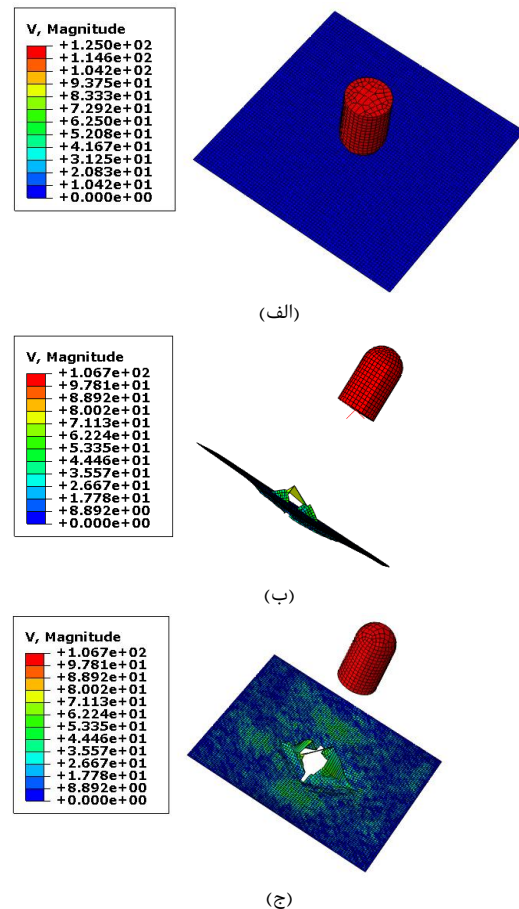 V, Magnitude
+1.250e+02
+1.146e+02
+1.042e+02
+9.375e+01
+8.333e+01
+7.292e+01
+6.250e+01
+5.208e+01
+4.167e+01
+3.125e+01
+2.083e+01
+1.042e+01
+0.000e+00
(الف)
V, Magnitude
+1.067e+02
+9.781e+01
+8.892e+01
+8.002e+01
+7.113e+01
+6.224e+01
+5.335e+01
+4.446e+01
+3.557e+01
+2.667e+01
+1.778e+01
+8.892e+00
+0.000e+00
(ب)
V, Magnitude
+1.067e+02
+9.781e+01
+8.892e+01
+8.002e+01
+7.113e+01
+6.224e+01
+5.335e+01
+4.446e+01
+3.557e+01
+2.667e+01
+1.778e+01
+8.892e+00
+0.000e+00
(ج)